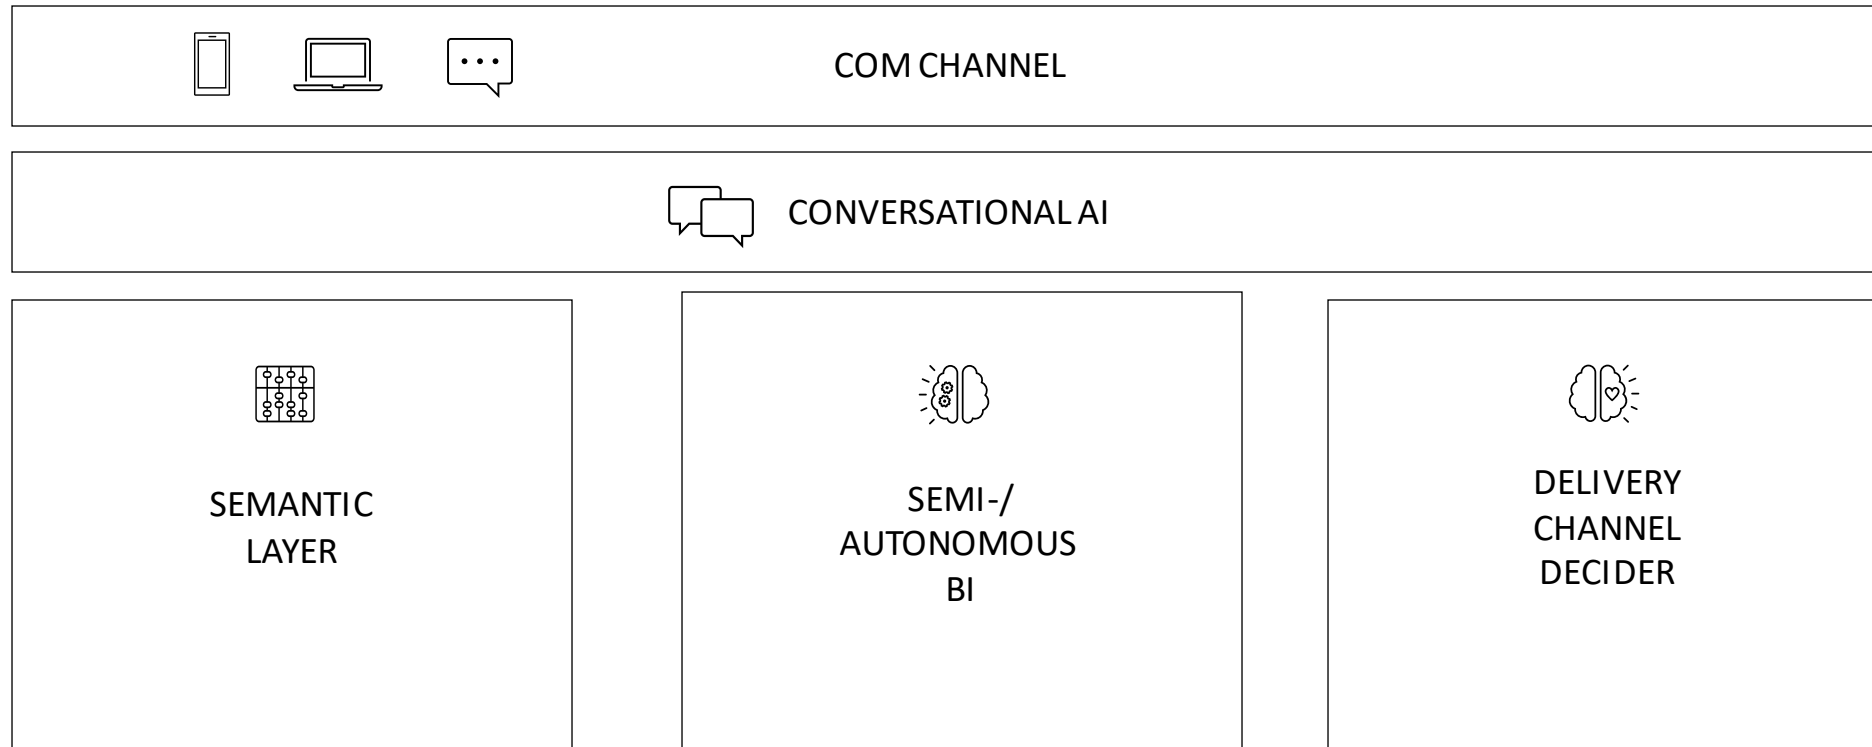 COM CHANNEL
CONVERSATIONAL AI
SEMANTIC
LAYER
SEMI-/
AUTONOMOUS
BI
DELIVERY
CHANNEL
DECIDER